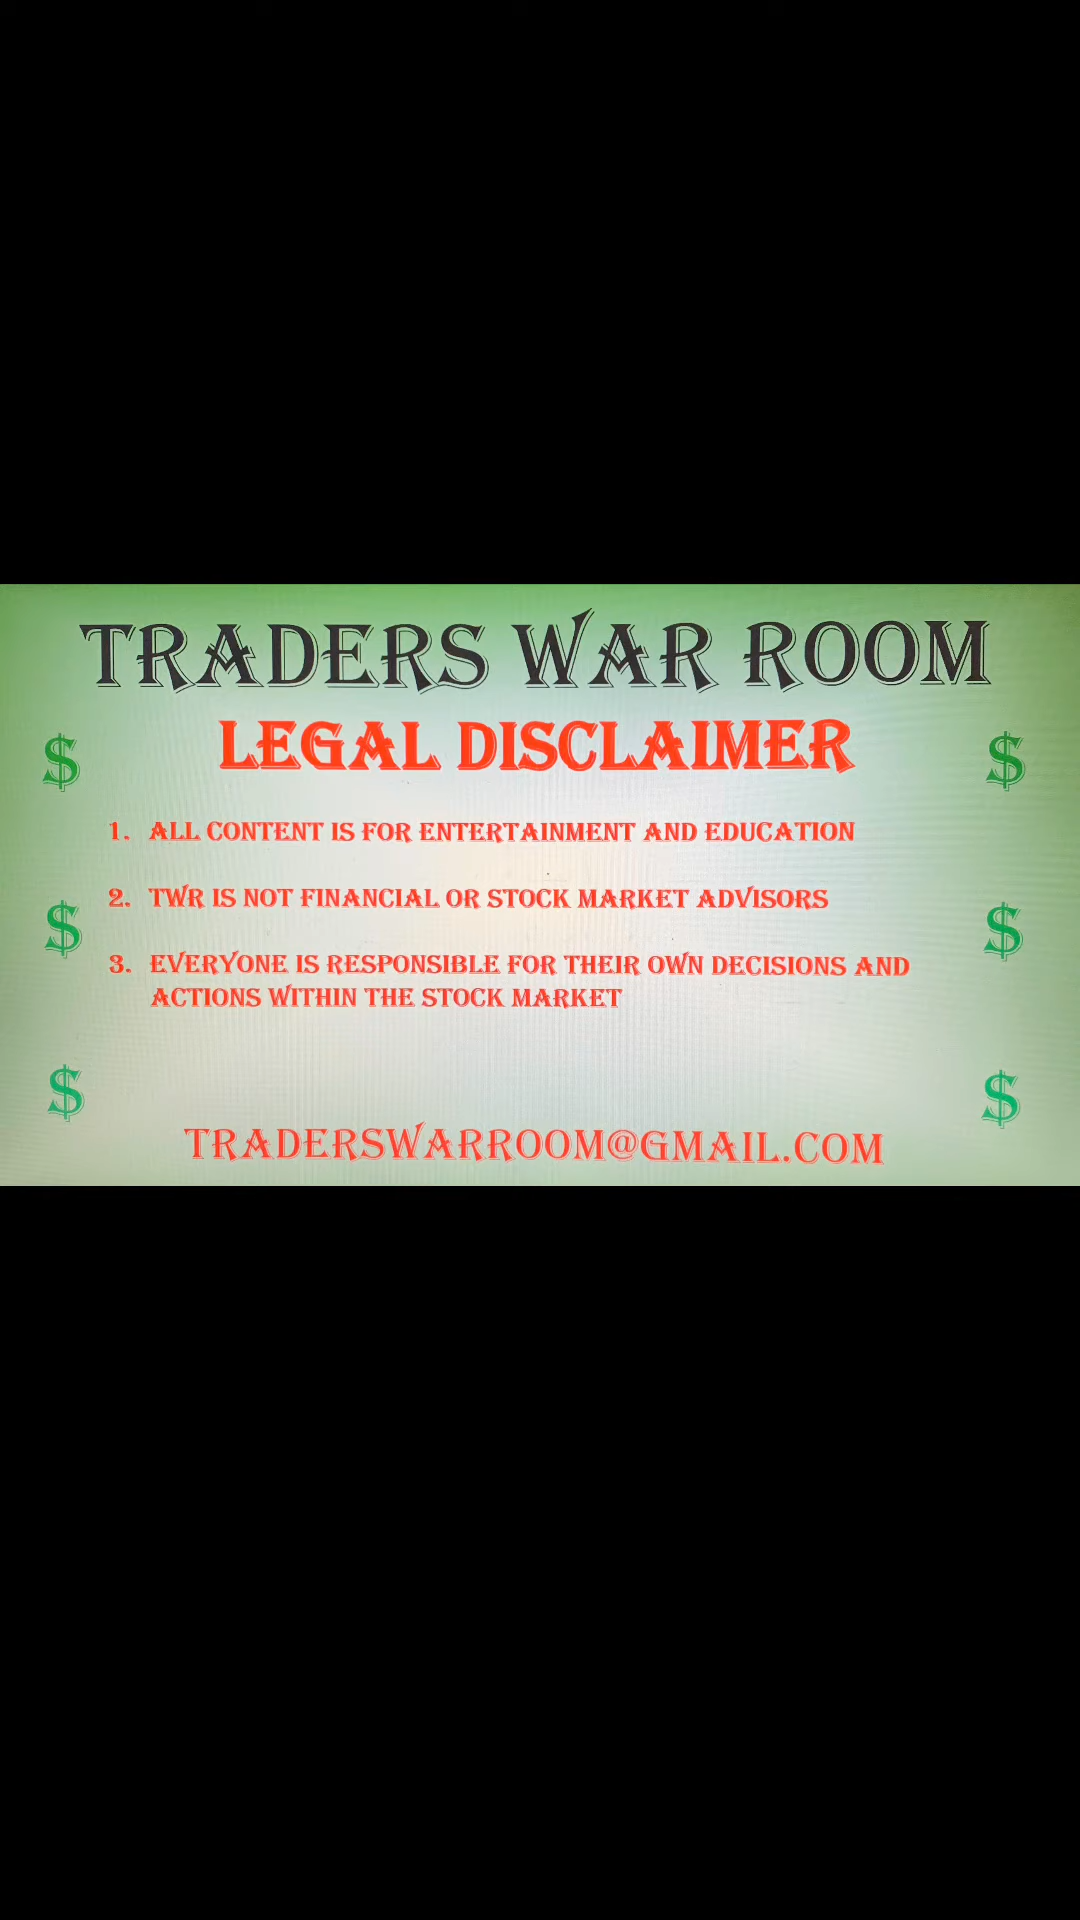 TRADERS WAR ROOM
LEGAL DISCLAIMER
$ $
1. ALL CONTENT IS FOR ENTERTAINMENT AND EDUCATION
2. TWR IS NOT FINANCIAL OR STOCK MARKET ADVISORS
$ $
3. EVERYONE IS RESPONSIBLE FOR THEIR OWN DECISIONS AND
ACTIONS WITHIN THE STOCK MARKET
$ $
TRADERSWARROOM@GMAIL.COM